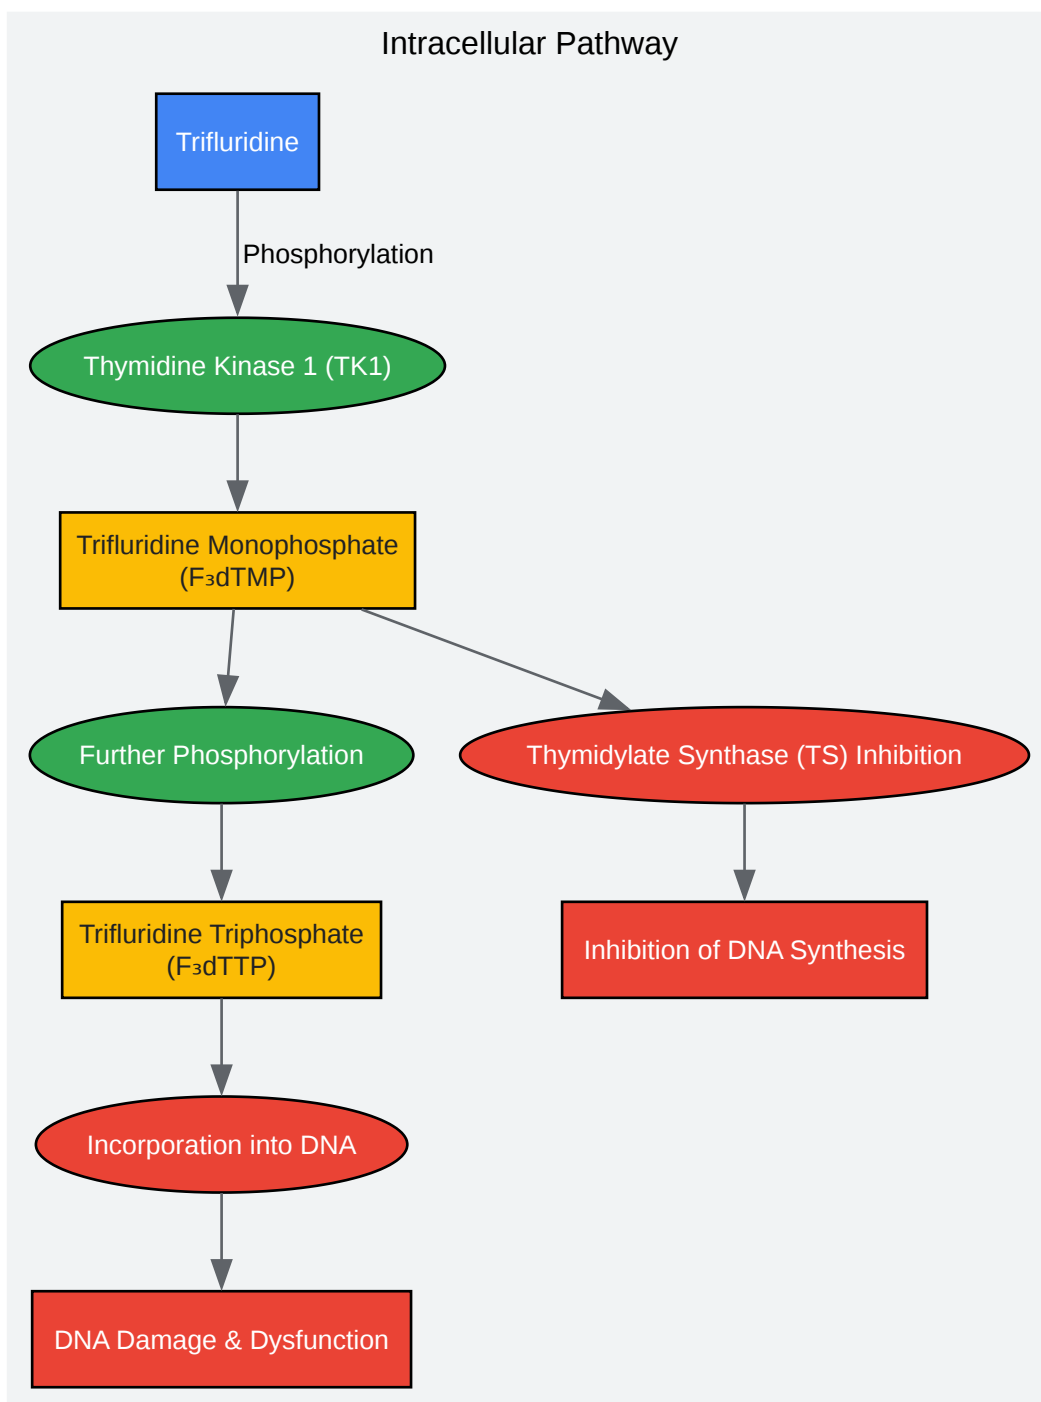 Intracellular Pathway
Trifluridine
Phosphorylation
Thymidine Kinase 1 (TK1)
Trifluridine Monophosphate
(F₃dTMP)
Further Phosphorylation
Thymidylate Synthase (TS) Inhibition
Trifluridine Triphosphate
(F₃dTTP)
Inhibition of DNA Synthesis
Incorporation into DNA
DNA Damage & Dysfunction